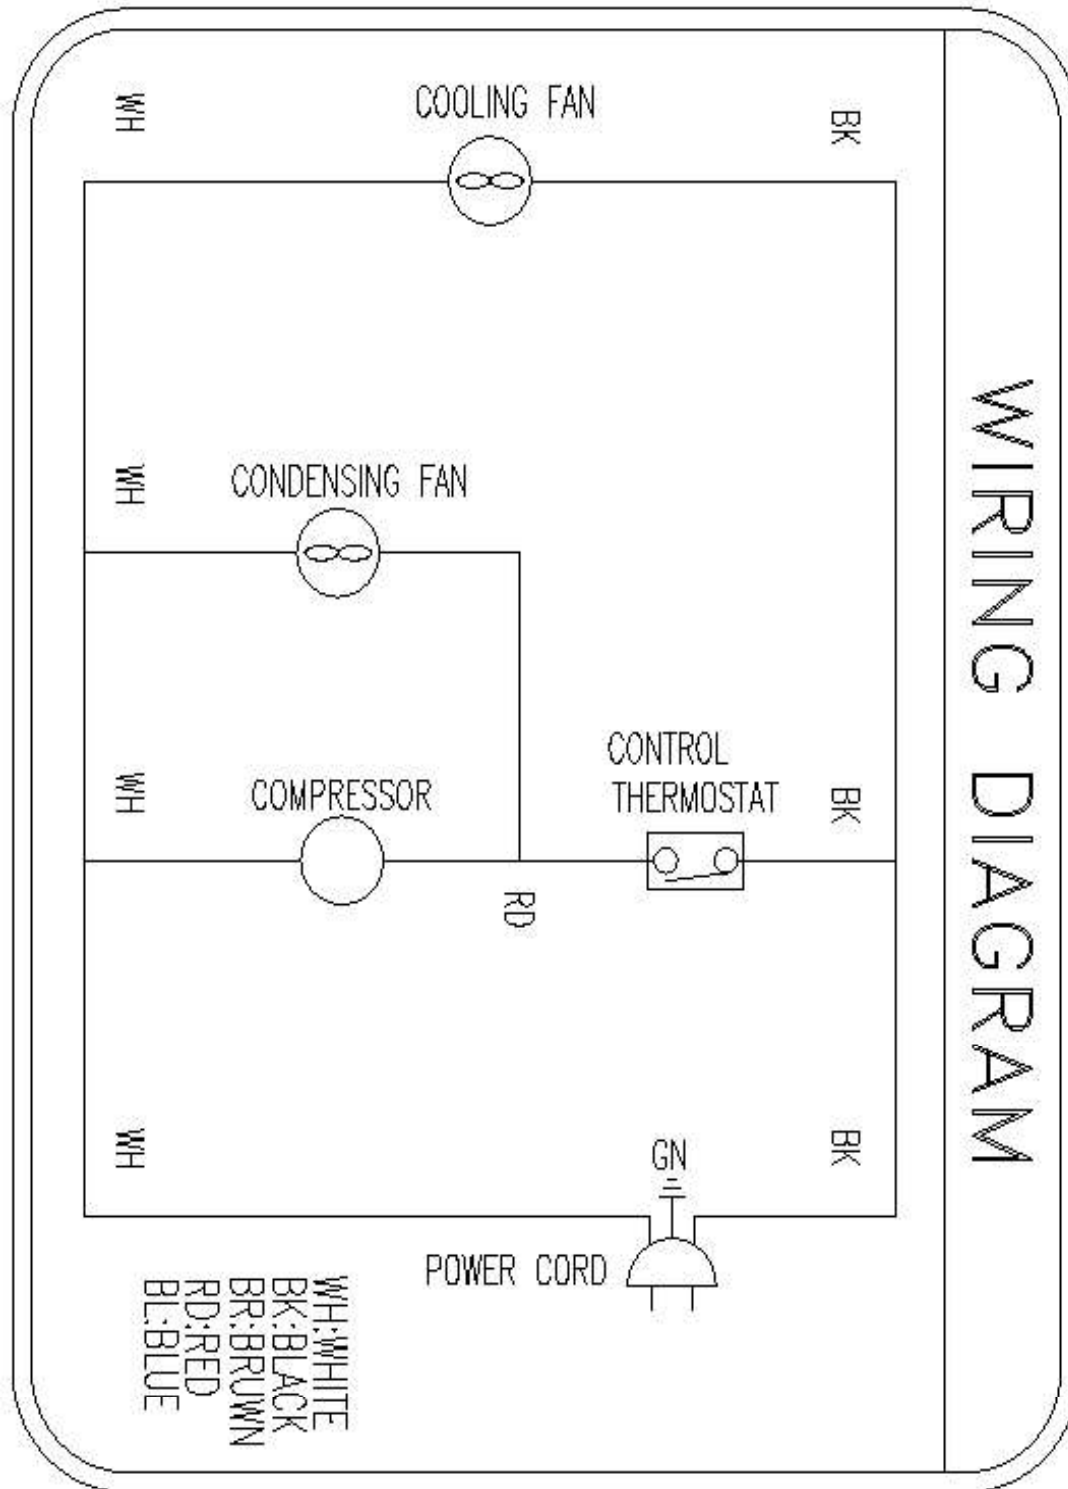 WIRING DIAGRAM
WH
COOLING FAN
BK
WH
CONDENSING FAN
CONTROL
THERMOSTAT
WH
COMPRESSOR
BK
RD
WH
GN
BK
POWER CORD
WH:WHITE
BK:BLACK
BR:BRUWN
RD:RED
BL:BLUE